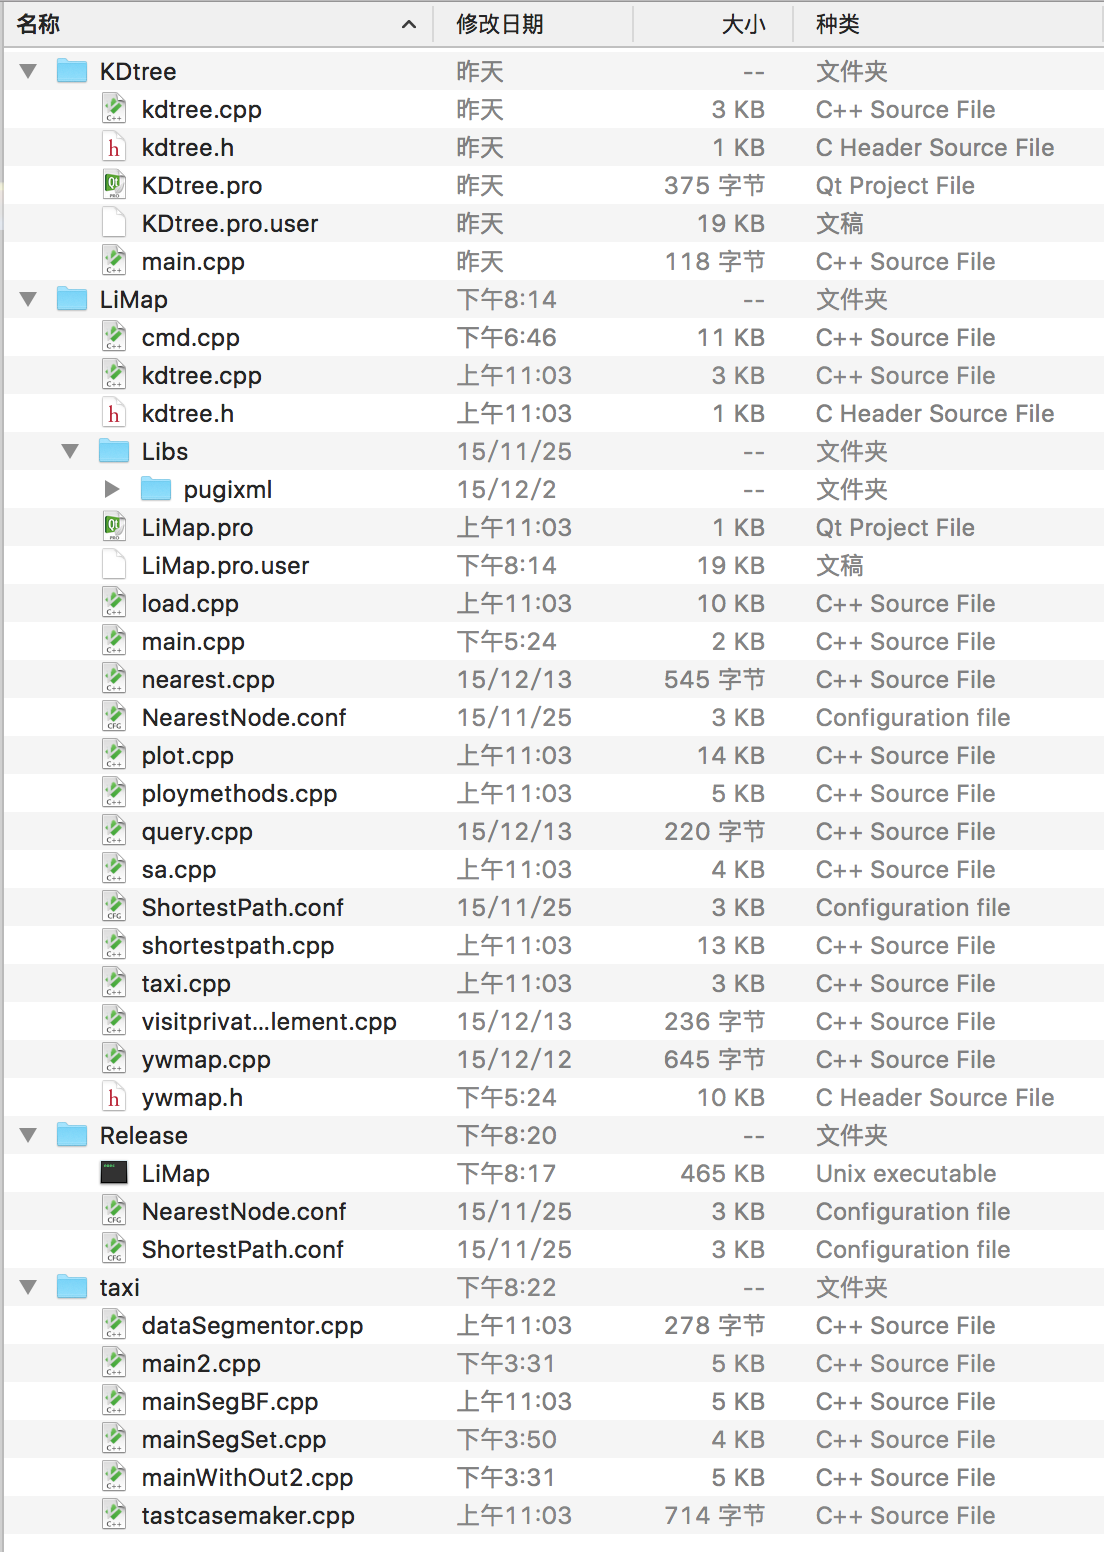 名称 修改日期 大小 种类
KDtree 昨天 -- 文件夹
kdtree.cpp 昨天 3 KB C++ Source File
kdtree.h 昨天 1 KB C Header Source File
KDtree.pro 昨天 375 字节 Qt Project File
KDtree.pro.user 昨天 19 KB 文稿
main.cpp 昨天 118 字节 C++ Source File
LiMap 下午8:14 -- 文件夹
cmd.cpp 下午6:46 11 KB C++ Source File
kdtree.cpp 上午11:03 3 KB C++ Source File
kdtree.h 上午11:03 1 KB C Header Source File
Libs 15/11/25 -- 文件夹
pugixml 15/12/2 -- 文件夹
LiMap.pro 上午11:03 1 KB Qt Project File
LiMap.pro.user 下午8:14 19 KB 文稿
load.cpp 上午11:03 10 KB C++ Source File
main.cpp 下午5:24 2 KB C++ Source File
nearest.cpp 15/12/13 545 字节 C++ Source File
NearestNode.conf 15/11/25 3 KB Configuration file
plot.cpp 上午11:03 14 KB C++ Source File
ploymethods.cpp 上午11:03 5 KB C++ Source File
query.cpp 15/12/13 220 字节 C++ Source File
sa.cpp 上午11:03 4 KB C++ Source File
ShortestPath.conf 15/11/25 3 KB Configuration file
shortestpath.cpp 上午11:03 13 KB C++ Source File
taxi.cpp 上午11:03 3 KB C++ Source File
visitprivat...lement.cpp 15/12/13 236 字节 C++ Source File
ywmap.cpp 15/12/12 645 字节 C++ Source File
ywmap.h 下午5:24 10 KB C Header Source File
Release 下午8:20 -- 文件夹
LiMap 下午8:17 465 KB Unix executable
NearestNode.conf 15/11/25 3 KB Configuration file
ShortestPath.conf 15/11/25 3 KB Configuration file
taxi 下午8:22 -- 文件夹
dataSegmentor.cpp 上午11:03 278 字节 C++ Source File
main2.cpp 下午3:31 5 KB C++ Source File
mainSegBF.cpp 上午11:03 5 KB C++ Source File
mainSegSet.cpp 下午3:50 4 KB C++ Source File
mainWithOut2.cpp 下午3:31 5 KB C++ Source File
tastcasemaker.cpp 上午11:03 714 字节 C++ Source File